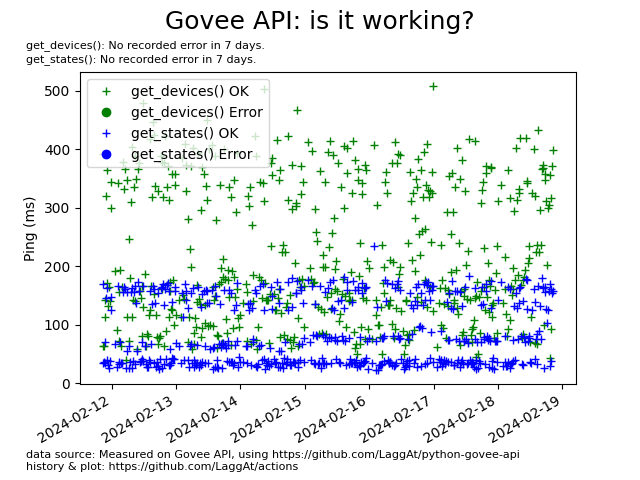 Govee API: is it working?
get_devices(): No recorded error in 7 days.
get_states(): No recorded error in 7 days.
get_devices() OK
get_devices() Error
get_states() OK
get_states() Error
500
400
300
200
100
0
Ping (ms)
2024-02-12
2024-02-13
2024-02-14
2024-02-15
2024-02-16
2024-02-17
2024-02-18
2024-02-19
data source: Measured on Govee API, using https://github.com/LaggAt/python-govee-api
history & plot: https://github.com/LaggAt/actions